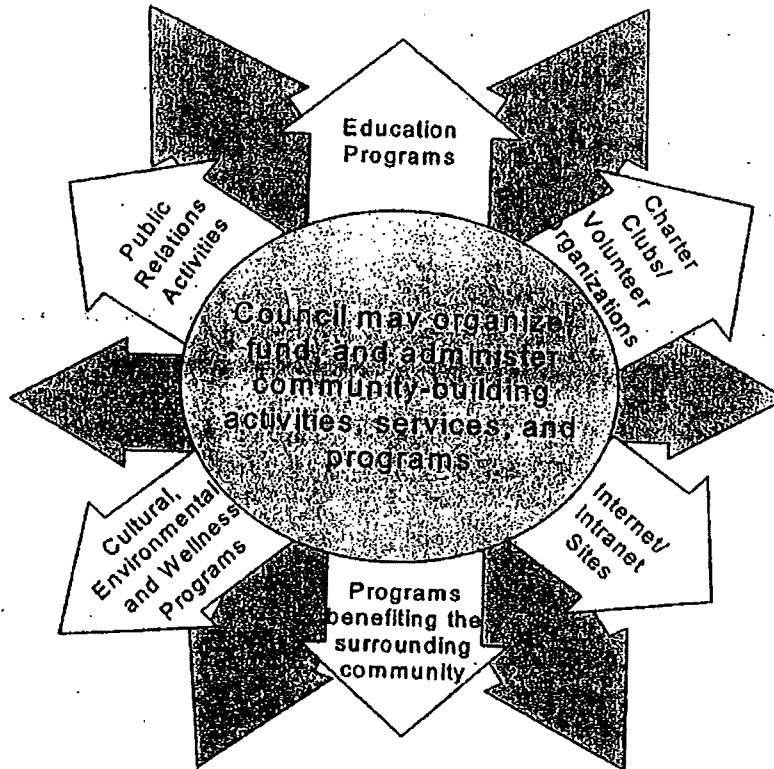 Education
Programs
Public
Relations
Activities
Charter
Clubs/
Volunteer
Organizations
Council may organize,
fund, and administer
community-building
activities, services, and
programs
Cultural,
Environmental,
and Wellness
Programs
Internet/
Intranet
Sites
Programs
benefiting the
surrounding
community